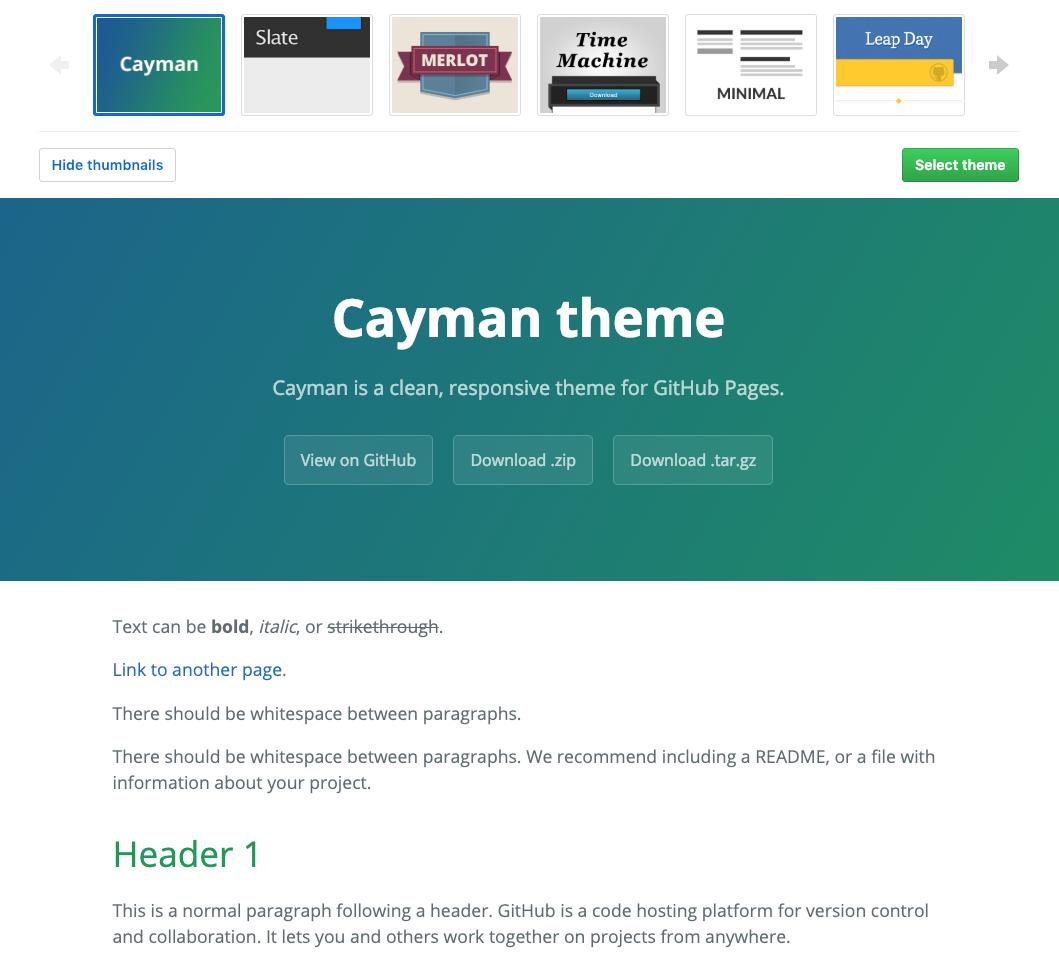 Cayman
Slate
MERLOT
Time
Machine
Download
MINIMAL
Leap Day
Hide thumbnails
Select theme
Cayman theme
Cayman is a clean, responsive theme for GitHub Pages.
View on GitHub
Download .zip
Download .tar.gz
Text can be bold, italic, or strikethrough.
Link to another page.
There should be whitespace between paragraphs.
There should be whitespace between paragraphs. We recommend including a README, or a file with
information about your project.
Header 1
This is a normal paragraph following a header. GitHub is a code hosting platform for version control
and collaboration. It lets you and others work together on projects from anywhere.